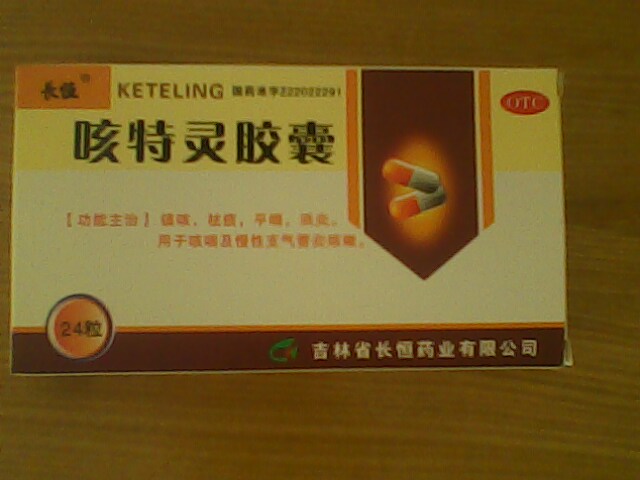 长恒®
KETELING 国药准字Z22022291
OTC
咳特灵胶囊
【功能主治】镇咳，祛痰，平喘，消炎。
用于咳喘及慢性支气管炎咳嗽。
24粒
吉林省长恒药业有限公司